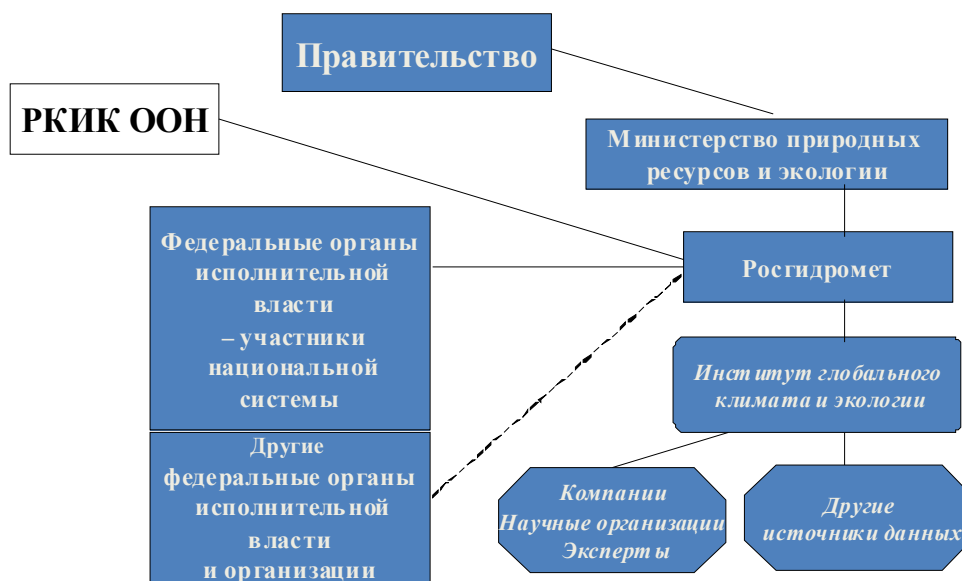 Правительство
РКИК ООН
Министерство природных
ресурсов и экологии
Федеральные органы
исполнительной
власти
– участники
национальной
системы
Росгидромет
Институт глобального
климата и экологии
Другие
федеральные органы
исполнительной
власти
и организации
Компании
Научные организации
Эксперты
Другие
источники данных